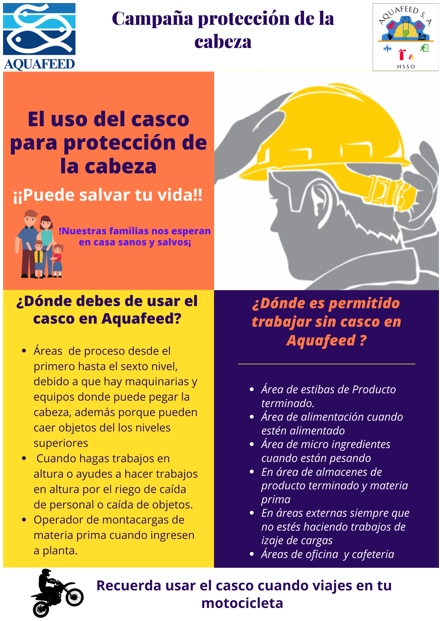 Campaña protección de la
cabeza
AQUAFEED
AQUAFEED S.A
HSSO
El uso del casco
para protección de
la cabeza
¡¡Puede salvar tu vida!!
!Nuestras familias nos esperan
en casa sanos y salvos¡
¿Dónde debes de usar el
casco en Aquafeed?
• Áreas de proceso desde el
primero hasta el sexto nivel,
debido a que hay maquinarias y
equipos donde puede pegar la
cabeza, además porque pueden
caer objetos del los niveles
superiores
• Cuando hagas trabajos en
altura o ayudes a hacer trabajos
en altura por el riego de caída
de personal o caída de objetos.
• Operador de montacargas de
materia prima cuando ingresen
a planta.
¿Dónde es permitido
trabajar sin casco en
Aquafeed ?
• Área de estibas de Producto
terminado.
• Área de alimentación cuando
estén alimentado
• Área de micro ingredientes
cuando están pesando
• En área de almacenes de
producto terminado y materia
prima
• En áreas externas siempre que
no estés haciendo trabajos de
izaje de cargas
• Áreas de oficina y cafeteria
Recuerda usar el casco cuando viajes en tu
motocicleta